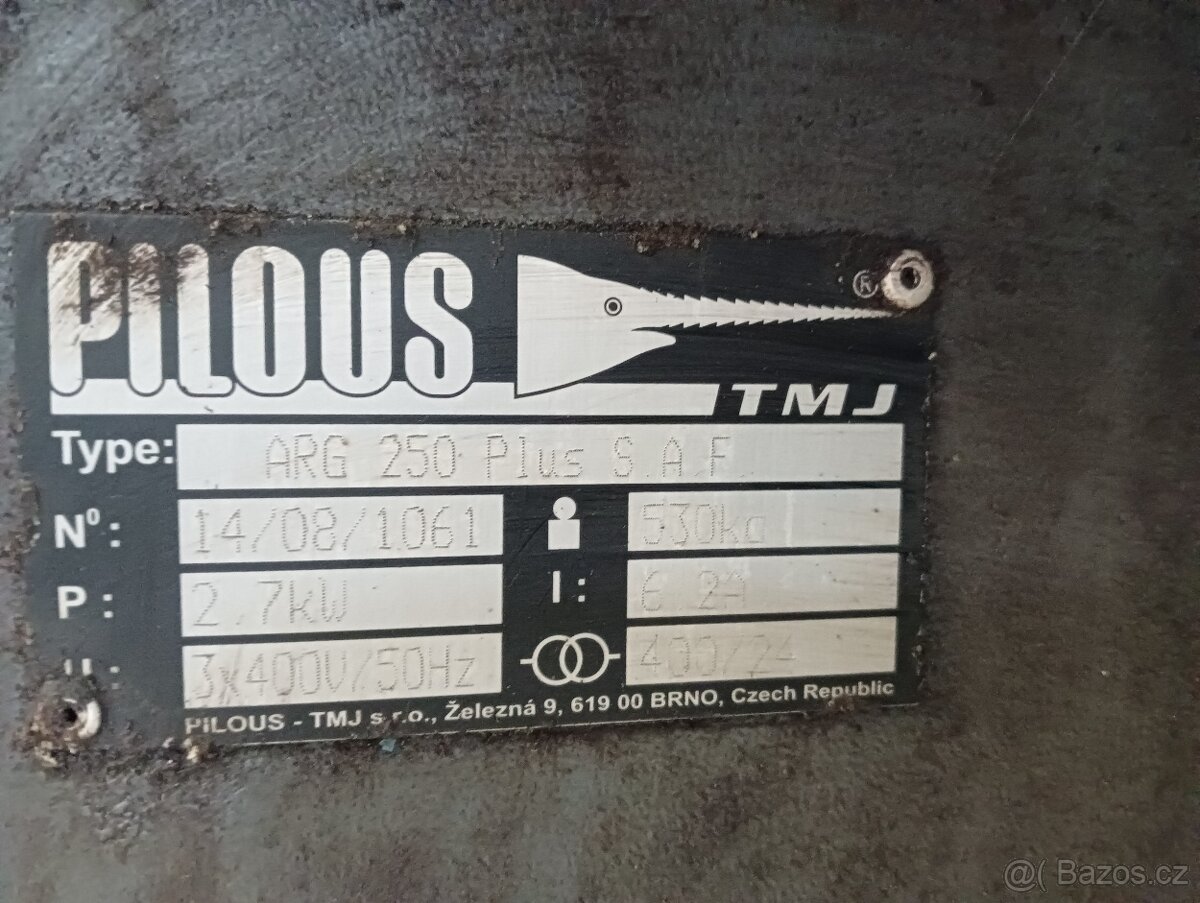 PILOUS ®
TMJ
Type: ARG 250 Plus S.A.F.
Nº: 14/08/1061 530kg
P: 2.7kW I: 6.2A
U: 3x400V/50Hz 400/24
PILOUS - TMJ s.r.o., Železná 9, 619 00 BRNO, Czech Republic
@( Bazos.cz